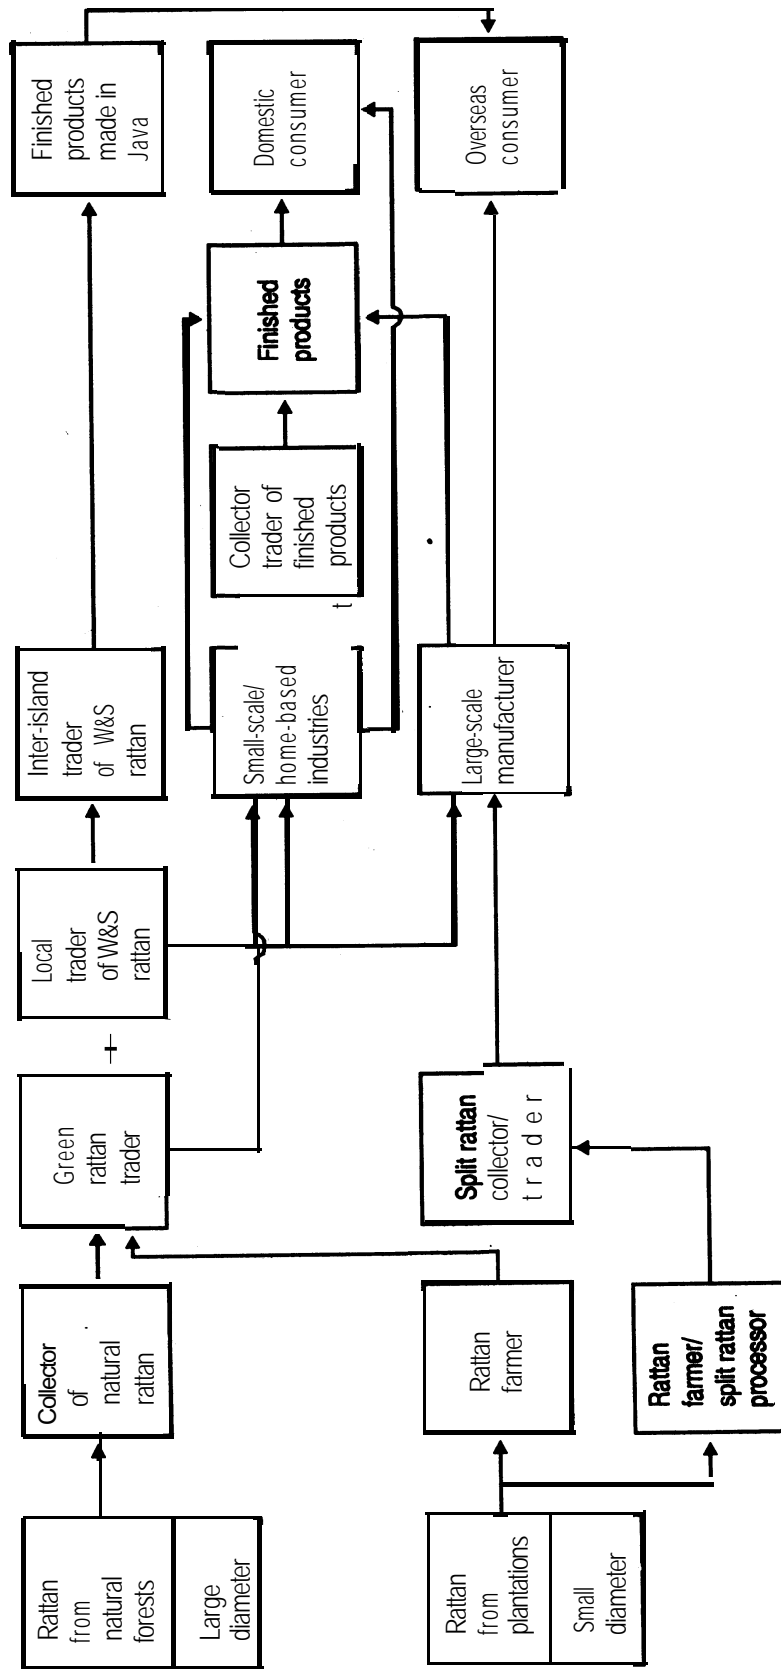 Rattan
from
natural
forests
Large
diameter
Collector
of
natural
rattan
Green
rattan
trader
Local
trader
of W&S
rattan
Inter-island
trader
of W&S
rattan
Finished
products
made in
Java
Small-scale/
home-based
industries
Collector
trader of
finished
products
t
Finished
products
Domestic
consumer
Rattan
from
plantations
Small
diameter
Rattan
farmer
Split rattan
collector/
trader
Large-scale
manufacturer
Overseas
consumer
Rattan
farmer/
split rattan
processor